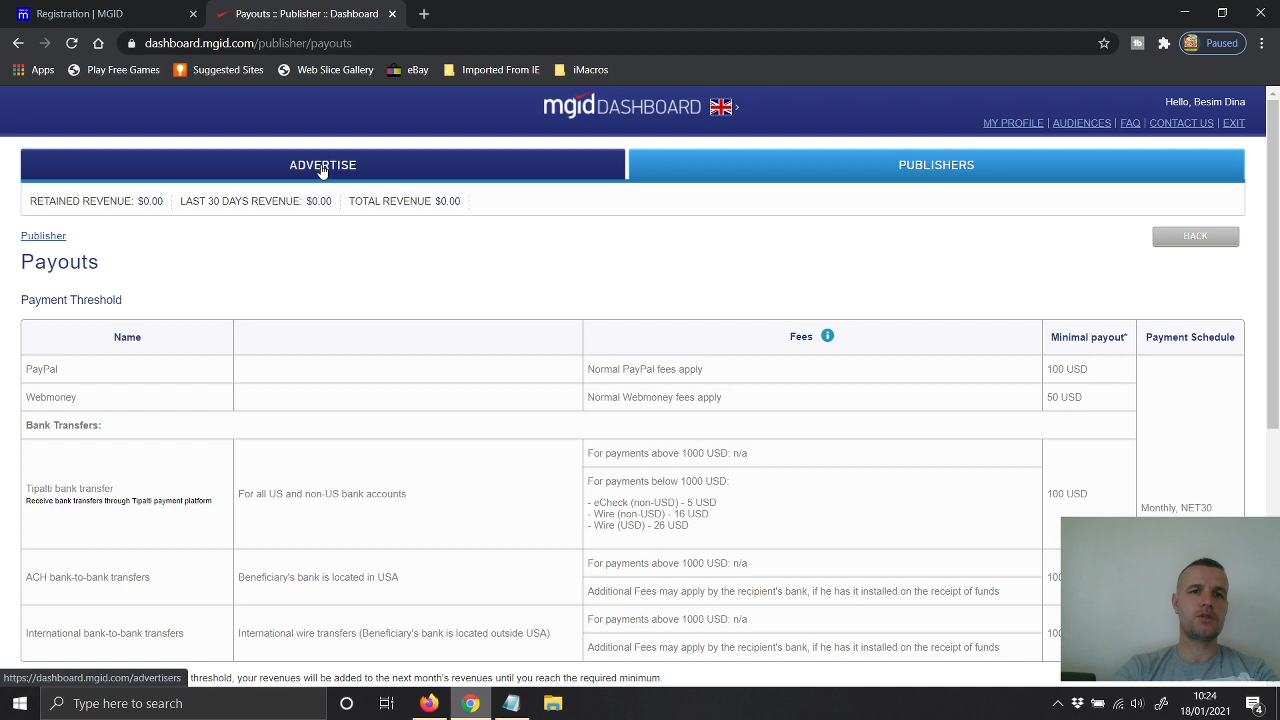 Registration | MGID
Payouts :: Publisher :: Dashboard
dashboard.mgid.com/publisher/payouts
Paused
Apps
Play Free Games
Suggested Sites
Web Slice Gallery
eBay
Imported From IE
iMacros
mgid DASHBOARD
Hello, Besim Dina
MY PROFILE | AUDIENCES | FAQ | CONTACT US | EXIT
ADVERTISE
PUBLISHERS
RETAINED REVENUE: $0.00
LAST 30 DAYS REVENUE: $0.00
TOTAL REVENUE $0.00
Publisher
BACK
Payouts
Payment Threshold
Name
Fees
Minimal payout*
Payment Schedule
PayPal
Normal PayPal fees apply
100 USD
Webmoney
Normal Webmoney fees apply
50 USD
Bank Transfers:
Tipalti bank transfer
Receive bank transfers through Tipalti payment platform
For all US and non-US bank accounts
For payments above 1000 USD: n/a
For payments below 1000 USD:
- eCheck (non-USD) - 5 USD
- Wire (non-USD) - 16 USD
- Wire (USD) - 26 USD
100 USD
Monthly, NET30
ACH bank-to-bank transfers
Beneficiary's bank is located in USA
For payments above 1000 USD: n/a
Additional Fees may apply by the recipient's bank, if he has it installed on the receipt of funds
International bank-to-bank transfers
International wire transfers (Beneficiary's bank is located outside USA)
For payments above 1000 USD: n/a
Additional Fees may apply by the recipient's bank, if he has it installed on the receipt of funds
https://dashboard.mgid.com/advertisers
threshold, your revenues will be added to the next month's revenues until you reach the required minimum.
Type here to search
10:24
18/01/2021
4